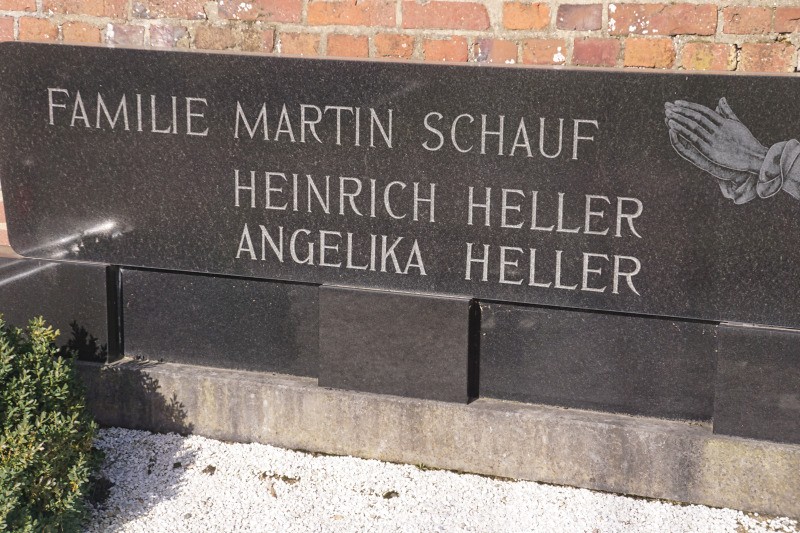 FAMILIE MARTIN SCHAUF
HEINRICH HELLER
ANGELIKA HELLER